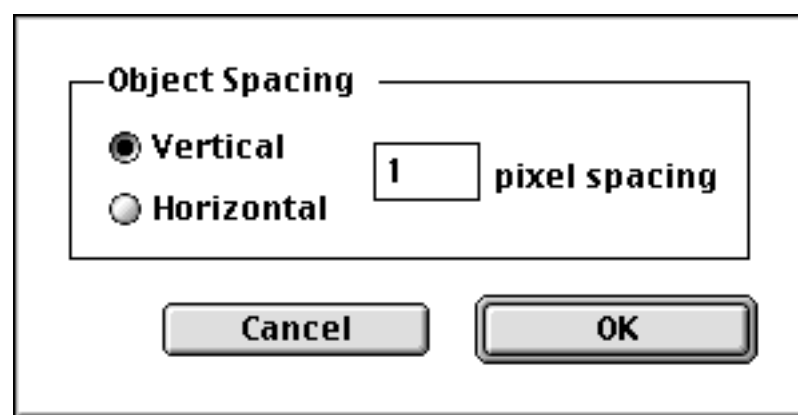 Object Spacing
Vertical
1 pixel spacing
Horizontal
Cancel OK